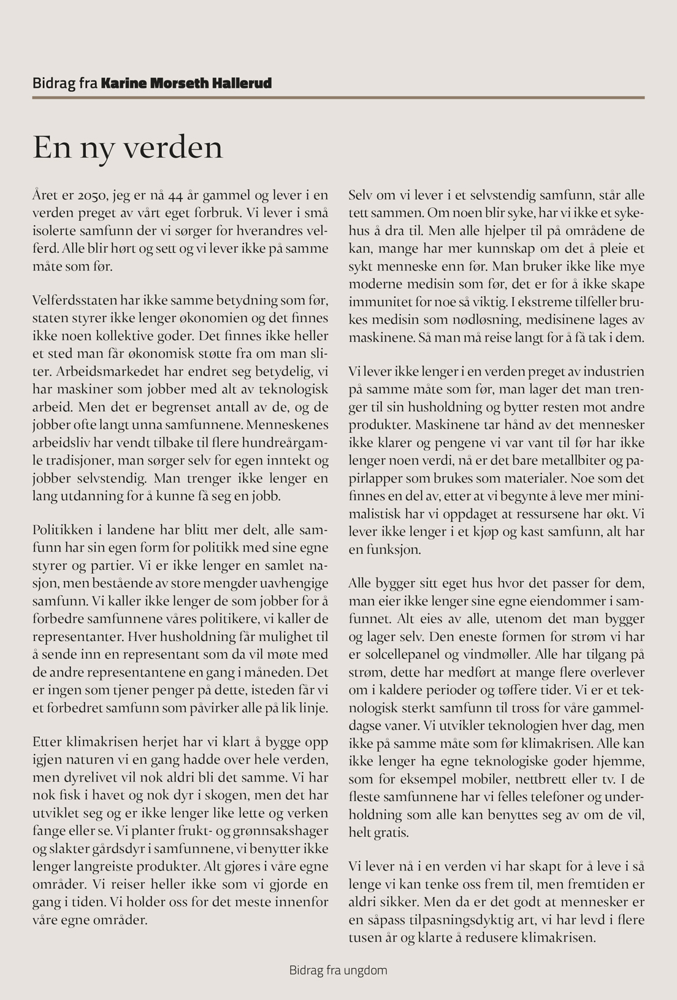 Bidrag fra Karine Morseth Hallerud
En ny verden
Året er 2050, jeg er nå 44 år gammel og lever i en
verden preget av vårt eget forbruk. Vi lever i små
isolerte samfunn der vi sørger for hverandres vel-
ferd. Alle blir hørt og sett og vi lever ikke på samme
måte som før.
Velferdsstaten har ikke samme betydning som før,
staten styrer ikke lenger økonomien og det finnes
ikke noen kollektive goder. Det finnes ikke heller
et sted man får økonomisk støtte fra om man sli-
ter. Arbeidsmarkedet har endret seg betydelig, vi
har maskiner som jobber med alt av teknologisk
arbeid. Men det er begrenset antall av de, og de
jobber ofte langt unna samfunnene. Menneskenes
arbeidsliv har vendt tilbake til flere hundreårgam-
le tradisjoner, man sørger selv for egen inntekt og
jobber selvstendig. Man trenger ikke lenger en
lang utdanning for å kunne få seg en jobb.
Politikken i landene har blitt mer delt, alle sam-
funn har sin egen form for politikk med sine egne
styrer og partier. Vi er ikke lenger en samlet na-
sjon, men bestående av store mengder uavhengige
samfunn. Vi kaller ikke lenger de som jobber for å
forbedre samfunnene våres politikere, vi kaller de
representanter. Hver husholdning får mulighet til
å sende inn en representant som da vil møte med
de andre representantene en gang i måneden. Det
er ingen som tjener penger på dette, isteden får vi
et forbedret samfunn som påvirker alle på lik linje.
Etter klimakrisen herjet har vi klart å bygge opp
igjen naturen vi en gang hadde over hele verden,
men dyrelivet vil nok aldri bli det samme. Vi har
nok fisk i havet og nok dyr i skogen, men det har
utviklet seg og er ikke lenger like lette og verken
fange eller se. Vi planter frukt- og grønnsakshager
og slakter gårdsdyr i samfunnene, vi benytter ikke
lenger langreiste produkter. Alt gjøres i våre egne
områder. Vi reiser heller ikke som vi gjorde en
gang i tiden. Vi holder oss for det meste innenfor
våre egne områder.
Selv om vi lever i et selvstendig samfunn, står alle
tett sammen. Om noen blir syke, har vi ikke et syke-
hus å dra til. Men alle hjelper til på områdene de
kan, mange har mer kunnskap om det å pleie et
sykt menneske enn før. Man bruker ikke like mye
moderne medisin som før, det er for å ikke skape
immunitet for noe så viktig. I ekstreme tilfeller bru-
kes medisin som nødløsning, medisinene lages av
maskinene. Så man må reise langt for å få tak i dem.
Vi lever ikke lenger i en verden preget av industrien
på samme måte som før, man lager det man tren-
ger til sin husholdning og bytter resten mot andre
produkter. Maskinene tar hånd av det mennesker
ikke klarer og pengene vi var vant til før har ikke
lenger noen verdi, nå er det bare metallbiter og pa-
pirlapper som brukes som materialer. Noe som det
finnes en del av, etter at vi begynte å leve mer mini-
malistisk har vi oppdaget at ressursene har økt. Vi
lever ikke lenger i et kjøp og kast samfunn, alt har
en funksjon.
Alle bygger sitt eget hus hvor det passer for dem,
man eier ikke lenger sine egne eiendommer i sam-
funnet. Alt eies av alle, utenom det man bygger
og lager selv. Den eneste formen for strøm vi har
er solcellepanel og vindmøller. Alle har tilgang på
strøm, dette har medført at mange flere overlever
om i kaldere perioder og tøffere tider. Vi er et tek-
nologisk sterkt samfunn til tross for våre gammel-
dagse vaner. Vi utvikler teknologien hver dag, men
ikke på samme måte som før klimakrisen. Alle kan
ikke lenger ha egne teknologiske goder hjemme,
som for eksempel mobiler, nettbrett eller tv. I de
fleste samfunnene har vi felles telefoner og under-
holdning som alle kan benyttes seg av om de vil,
helt gratis.
Vi lever nå i en verden vi har skapt for å leve i så
lenge vi kan tenke oss frem til, men fremtiden er
aldri sikker. Men da er det godt at mennesker er
en såpass tilpasningsdyktig art, vi har levd i flere
tusen år og klarte å redusere klimakrisen.
Bidrag fra ungdom